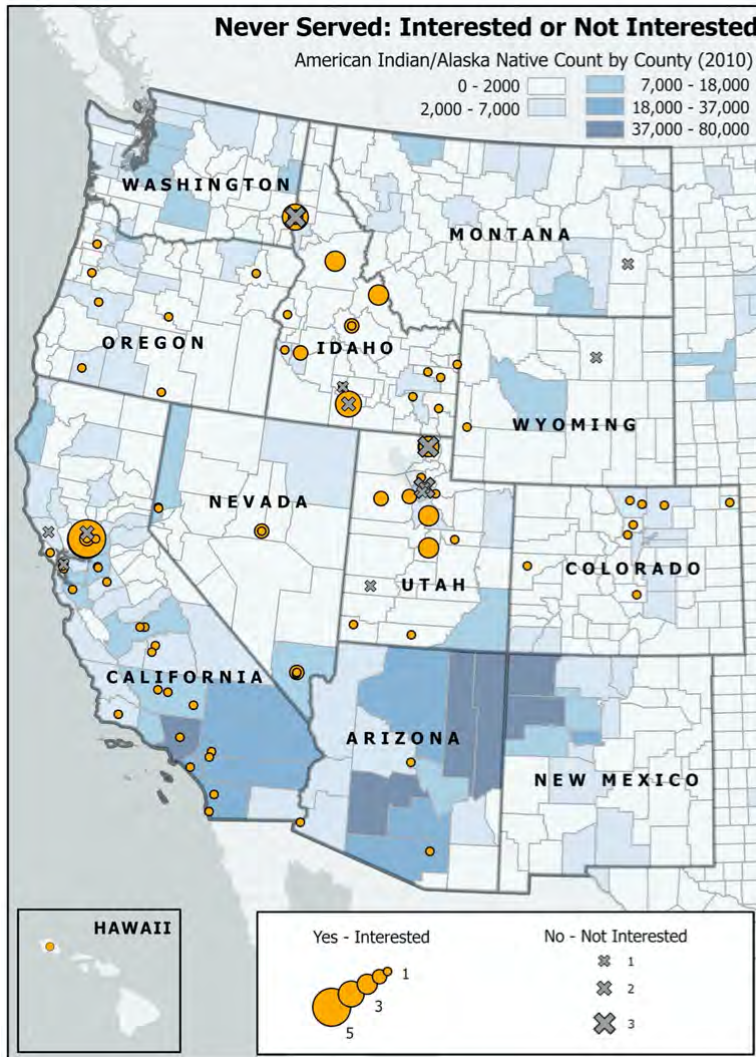 Never Served: Interested or Not Interested
American Indian/Alaska Native Count by County (2010)
0 - 2000
7,000 - 18,000
2,000 - 7,000
18,000 - 37,000
37,000 - 80,000
WASHINGTON
MONTANA
OREGON
IDAHO
WYOMING
NEVADA
UTAH
COLORADO
CALIFORNIA
ARIZONA
NEW MEXICO
HAWAII
Yes - Interested
No - Not Interested
1
3
5
1
2
3